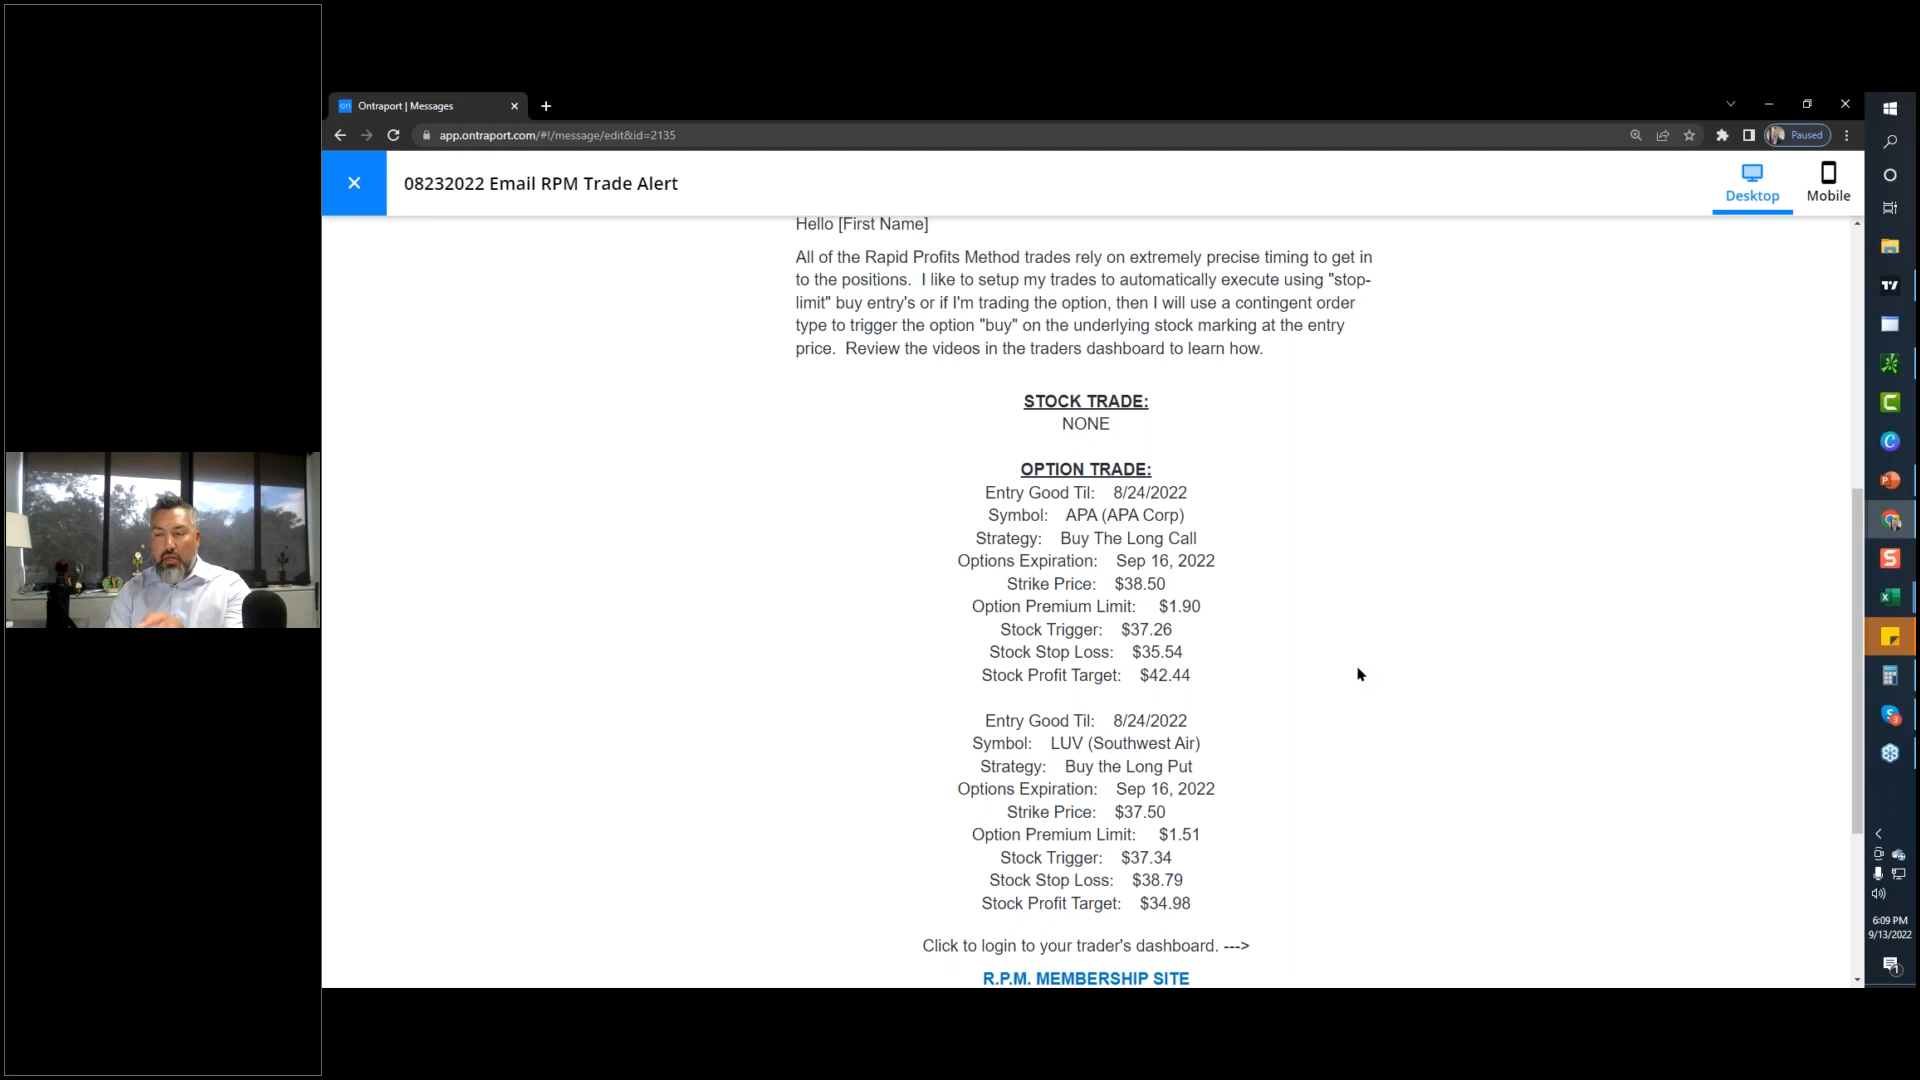 Ontraport | Messages
app.ontraport.com/#!/message/edit&id=2135
Paused
08232022 Email RPM Trade Alert
Desktop
Mobile
Hello [First Name]
All of the Rapid Profits Method trades rely on extremely precise timing to get in
to the positions.  I like to setup my trades to automatically execute using "stop-
limit" buy entry's or if I'm trading the option, then I will use a contingent order
type to trigger the option "buy" on the underlying stock marking at the entry
price.  Review the videos in the traders dashboard to learn how.
STOCK TRADE:
NONE
OPTION TRADE:
Entry Good Til:    8/24/2022
Symbol:    APA (APA Corp)
Strategy:    Buy The Long Call
Options Expiration:    Sep 16, 2022
Strike Price:    $38.50
Option Premium Limit:     $1.90
Stock Trigger:    $37.26
Stock Stop Loss:    $35.54
Stock Profit Target:    $42.44
Entry Good Til:    8/24/2022
Symbol:    LUV (Southwest Air)
Strategy:    Buy the Long Put
Options Expiration:    Sep 16, 2022
Strike Price:    $37.50
Option Premium Limit:     $1.51
Stock Trigger:    $37.34
Stock Stop Loss:    $38.79
Stock Profit Target:    $34.98
Click to login to your trader's dashboard. --->
R.P.M. MEMBERSHIP SITE
6:09 PM
9/13/2022